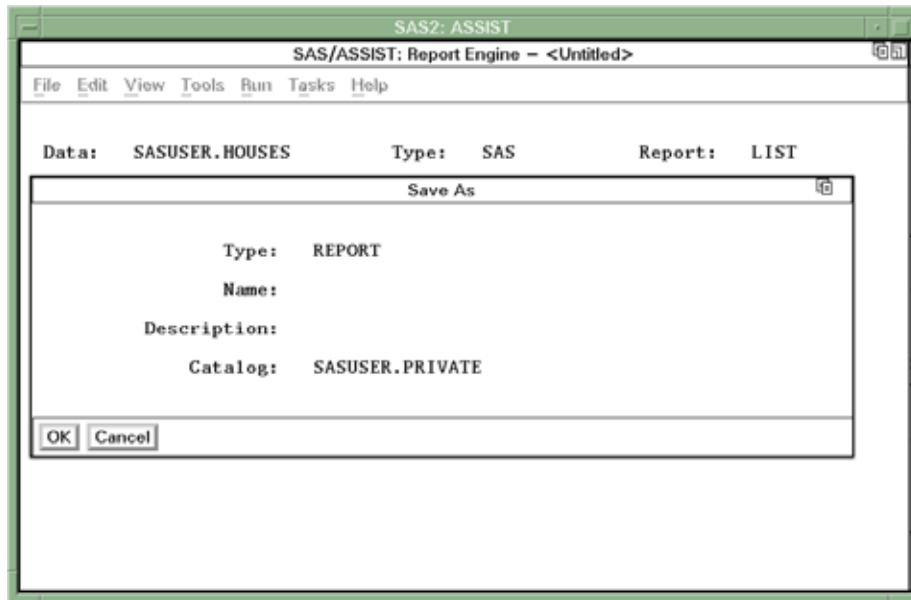 SAS2: ASSIST
SAS/ASSIST: Report Engine – <Untitled>
File Edit View Tools Run Tasks Help
Data: SASUSER.HOUSES Type: SAS Report: LIST
Save As
Type: REPORT
Name:
Description:
Catalog: SASUSER.PRIVATE
OK Cancel